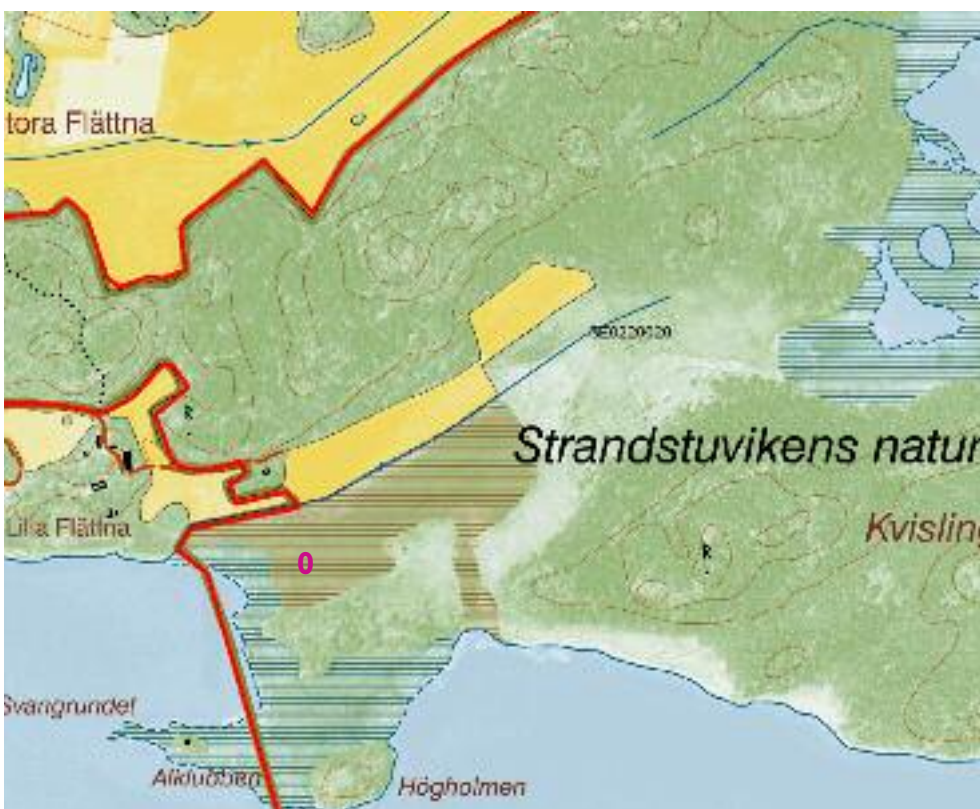 tora Flättna
SE0220020
Strandstuvikens natur
Kvisling
Lilla Flättna
R
0
Svangrundet
Alklubben
Högholmen